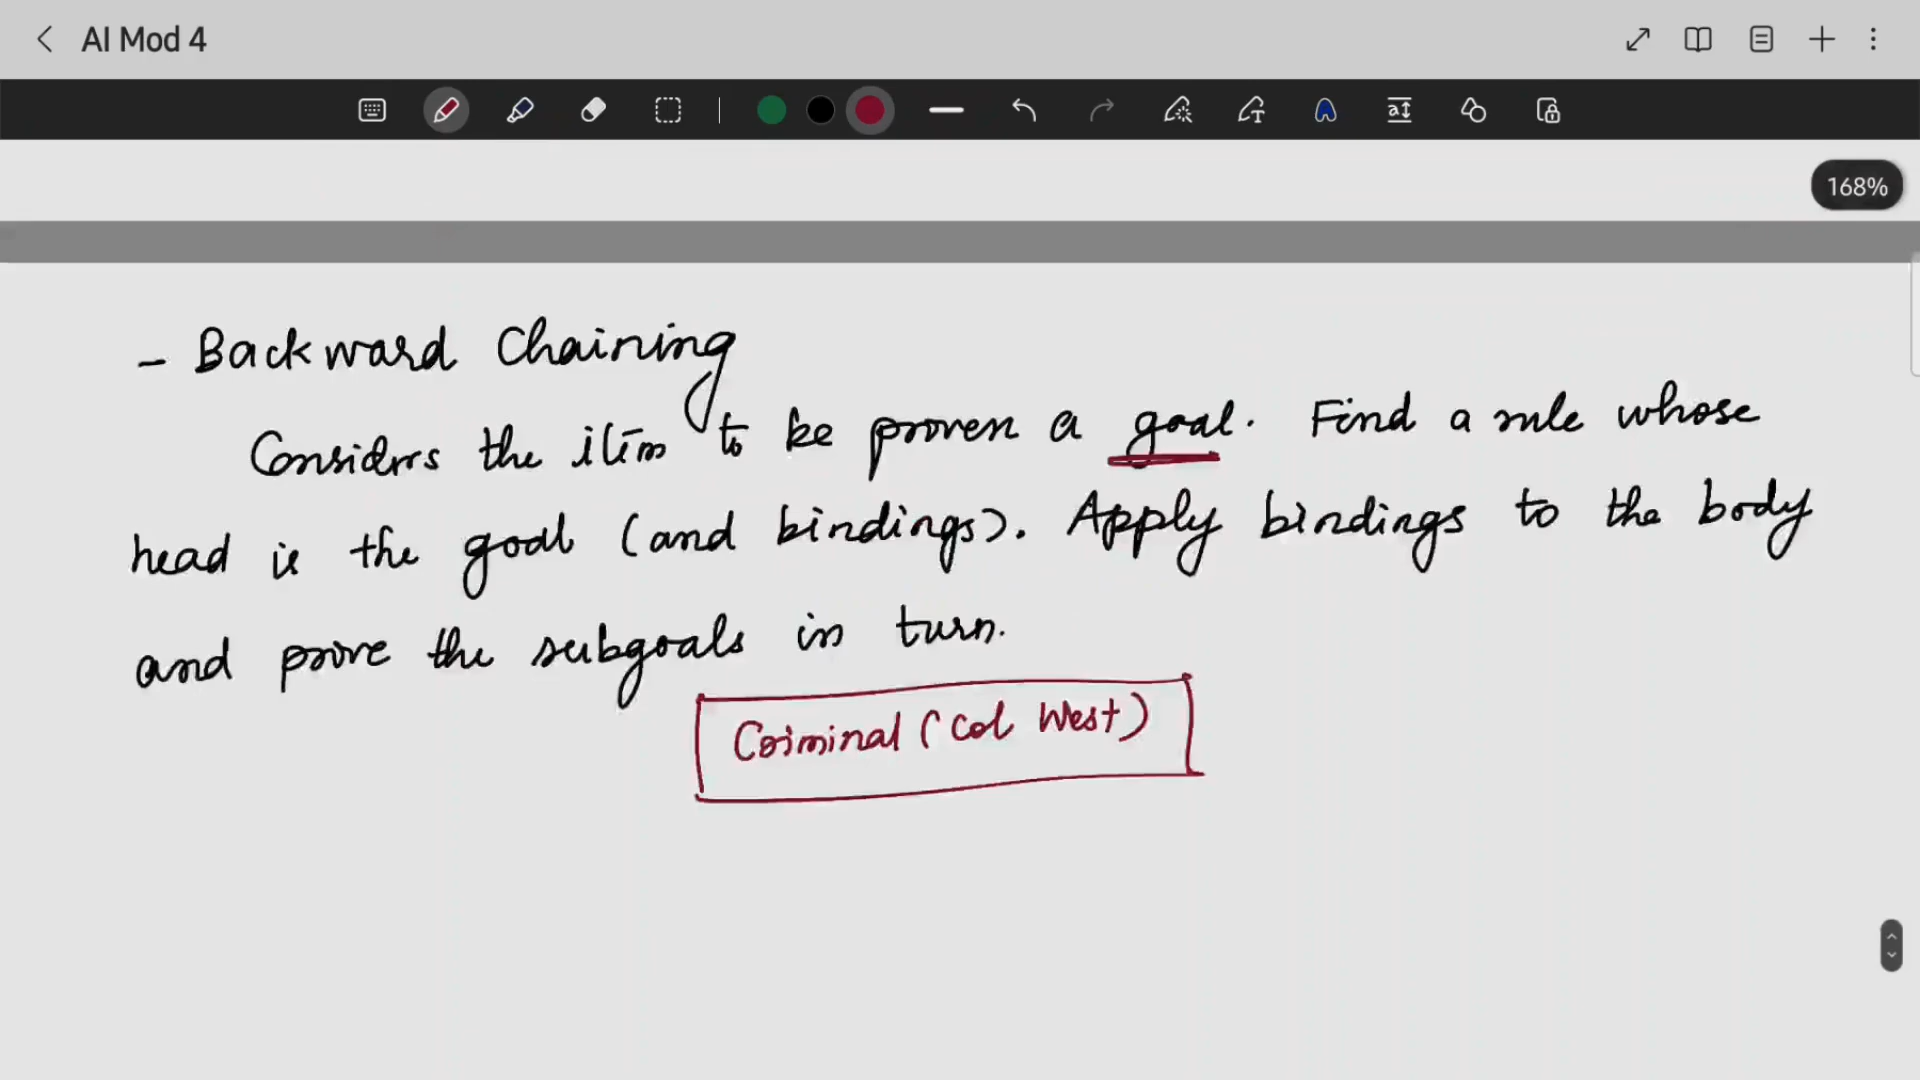 AI Mod 4
168%
- Backward Chaining
Considers the item to be proven a goal. Find a rule whose
head is the goal (and bindings). Apply bindings to the body
and prove the subgoals in turn.
Criminal (Col West)